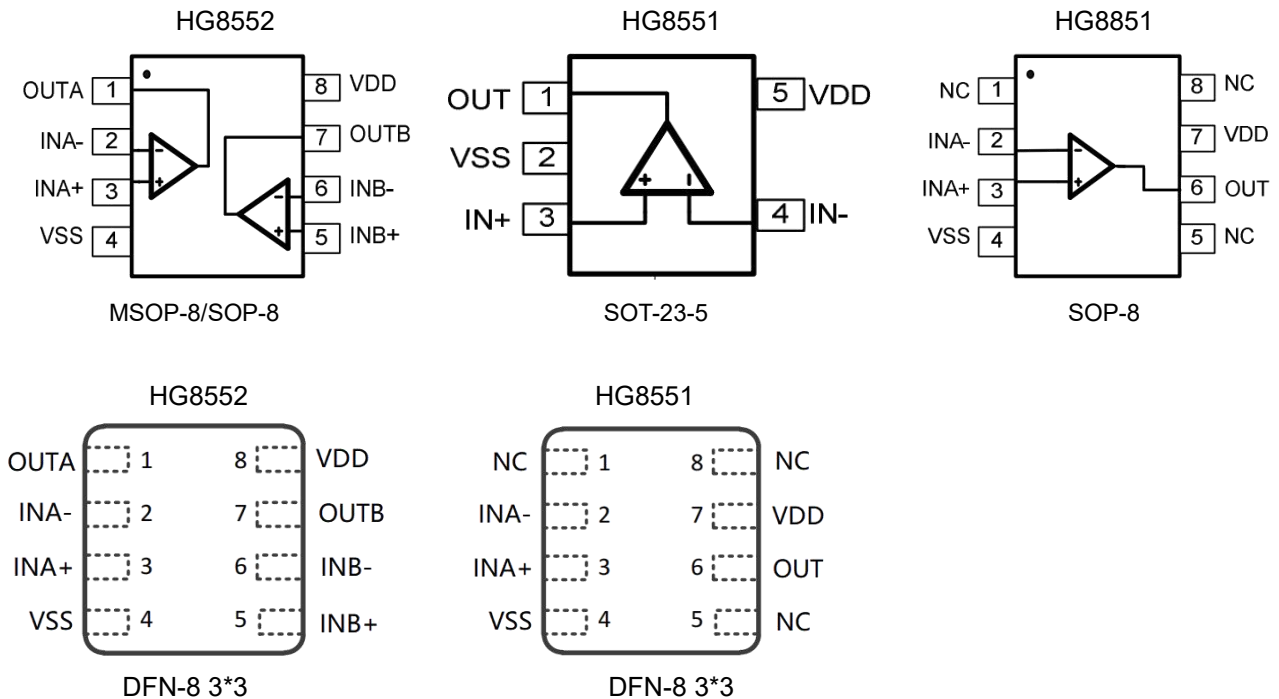 HG8552
OUTA 1
8 VDD
INA- 2
7 OUTB
INA+ 3
6 INB-
VSS 4
5 INB+
- +
- +
MSOP-8/SOP-8
HG8551
OUT 1
5 VDD
VSS 2
IN+ 3
4 IN-
+ -
SOT-23-5
HG8851
NC 1
8 NC
INA- 2
7 VDD
INA+ 3
6 OUT
VSS 4
5 NC
- +
SOP-8
HG8552
OUTA 1 8 VDD
INA- 2 7 OUTB
INA+ 3 6 INB-
VSS 4 5 INB+
DFN-8 3*3
HG8551
NC 1 8 NC
INA- 2 7 VDD
INA+ 3 6 OUT
VSS 4 5 NC
DFN-8 3*3